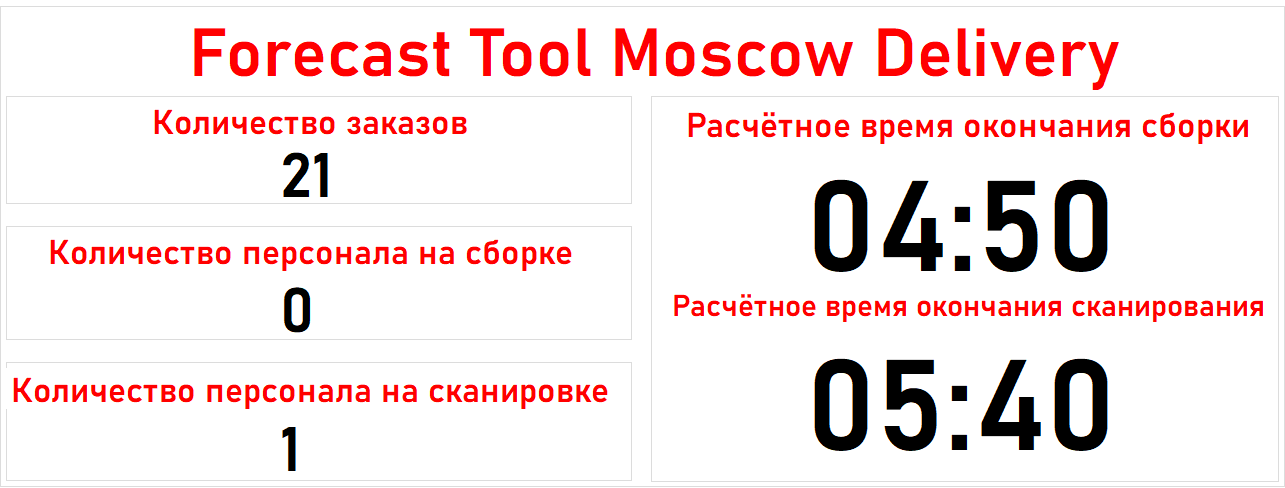 Forecast Tool Moscow Delivery
Количество заказов
21
Количество персонала на сборке
0
Количество персонала на сканировке
1
Расчётное время окончания сборки
04:50
Расчётное время окончания сканирования
05:40